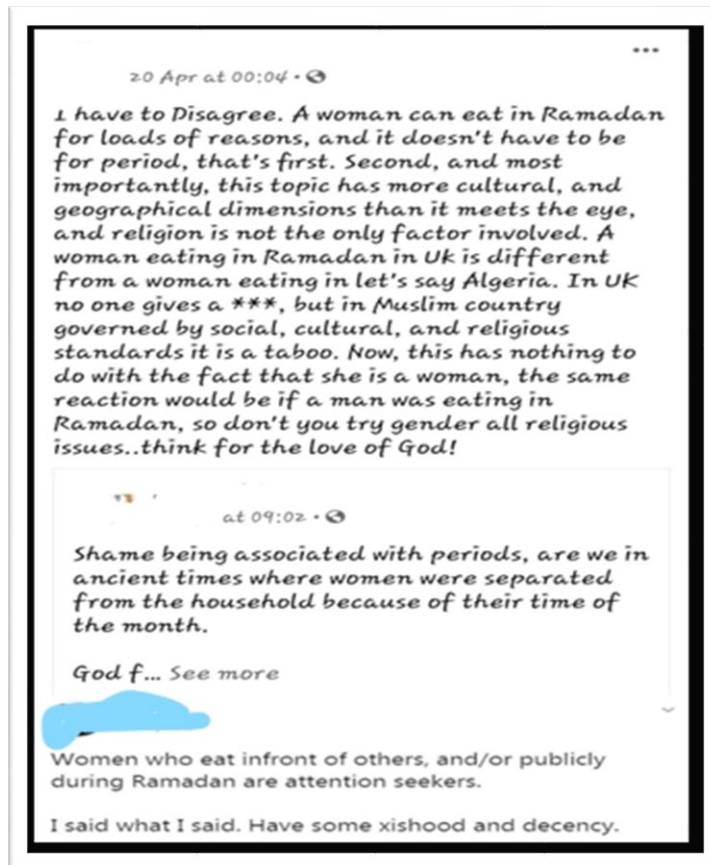 20 Apr at 00:04 ·
I have to Disagree. A woman can eat in Ramadan
for loads of reasons, and it doesn't have to be
for period, that's first. Second, and most
importantly, this topic has more cultural, and
geographical dimensions than it meets the eye,
and religion is not the only factor involved. A
woman eating in Ramadan in Uk is different
from a woman eating in let's say Algeria. In UK
no one gives a ***, but in Muslim country
governed by social, cultural, and religious
standards it is a taboo. Now, this has nothing to
do with the fact that she is a woman, the same
reaction would be if a man was eating in
Ramadan, so don't you try gender all religious
issues..think for the love of God!
at 09:02 ·
Shame being associated with periods, are we in
ancient times where women were separated
from the household because of their time of
the month.
God f... See more
Women who eat infront of others, and/or publicly
during Ramadan are attention seekers.
I said what I said. Have some xishood and decency.